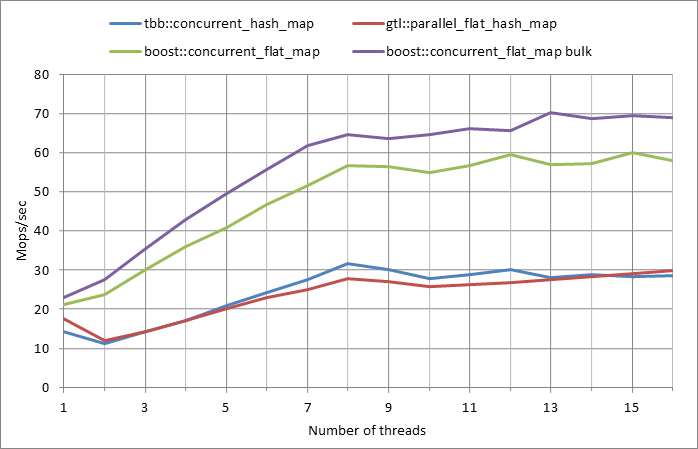 tbb::concurrent_hash_map gtl::parallel_flat_hash_map
boost::concurrent_flat_map boost::concurrent_flat_map bulk
80
70
60
50
40
30
20
10
0
Mops/sec
1 3 5 7 9 11 13 15
Number of threads